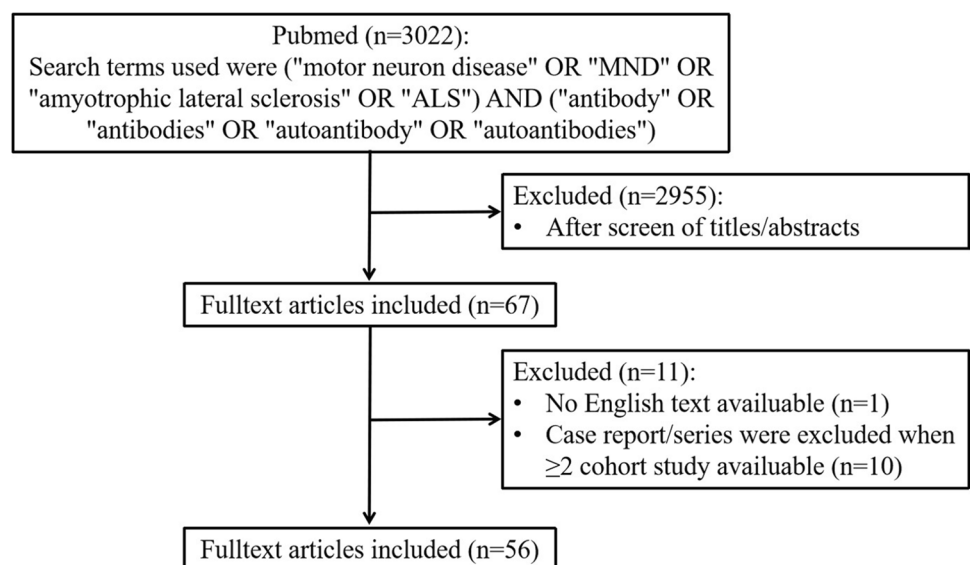 Pubmed (n=3022):
Search terms used were ("motor neuron disease" OR "MND" OR
"amyotrophic lateral sclerosis" OR "ALS") AND ("antibody" OR
"antibodies" OR "autoantibody" OR "autoantibodies")
Excluded (n=2955):
• After screen of titles/abstracts
Fulltext articles included (n=67)
Excluded (n=11):
• No English text availuable (n=1)
• Case report/series were excluded when
≥2 cohort study availuable (n=10)
Fulltext articles included (n=56)